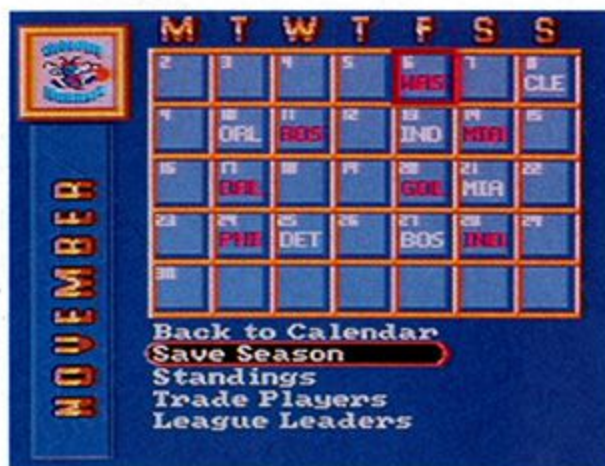 M T W T F S S
2 3 4 5 6 7 8
WAS CLE
9 10 11 12 13 14 15
ORL BOS IND MIA
16 17 18 19 20 21 22
DAL GOL MIA
23 24 25 26 27 28 29
PHI DET BOS IND
30
NOVEMBER
Back to Calendar
Save Season
Standings
Trade Players
League Leaders